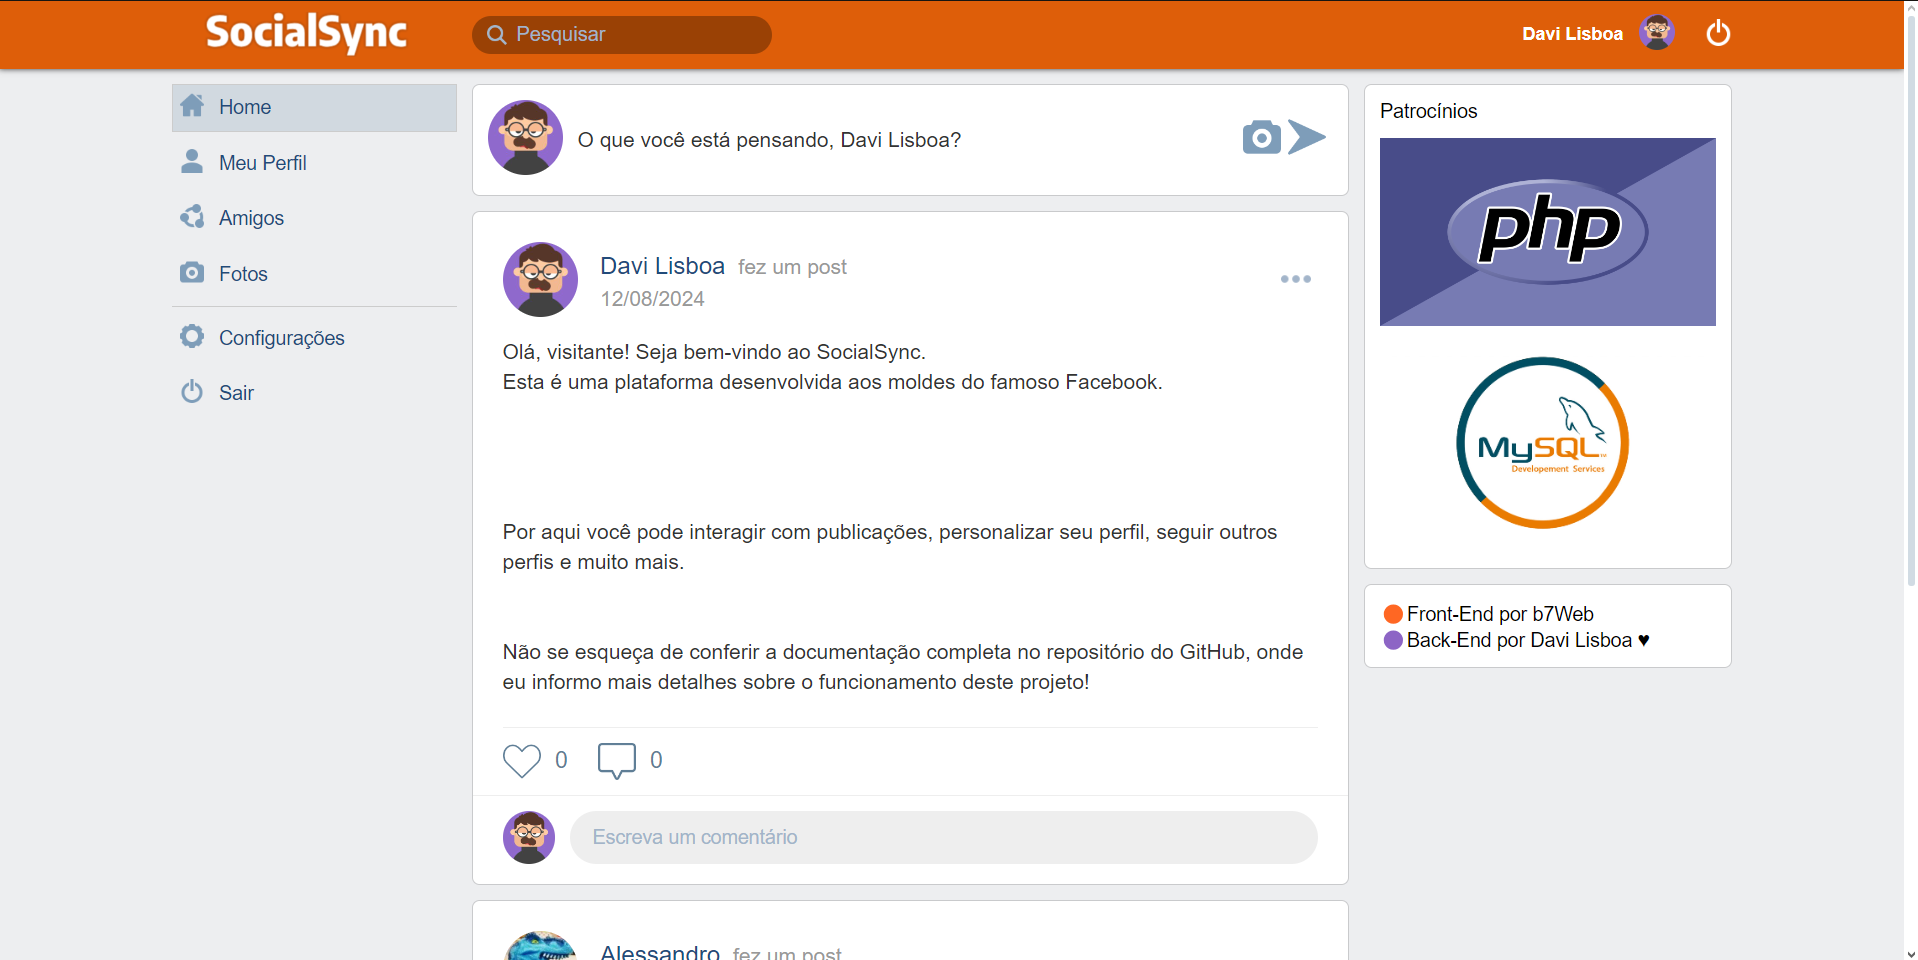 SocialSync
Pesquisar
Davi Lisboa
Home
Meu Perfil
Amigos
Fotos
Configurações
Sair
O que você está pensando, Davi Lisboa?
Davi Lisboa fez um post
12/08/2024
Olá, visitante! Seja bem-vindo ao SocialSync.
Esta é uma plataforma desenvolvida aos moldes do famoso Facebook.
Por aqui você pode interagir com publicações, personalizar seu perfil, seguir outros
perfis e muito mais.
Não se esqueça de conferir a documentação completa no repositório do GitHub, onde
eu informo mais detalhes sobre o funcionamento deste projeto!
0 0
Escreva um comentário
Alessandro fez um post
Patrocínios
php
MySQL™
Developement Services
Front-End por b7Web
Back-End por Davi Lisboa ♥